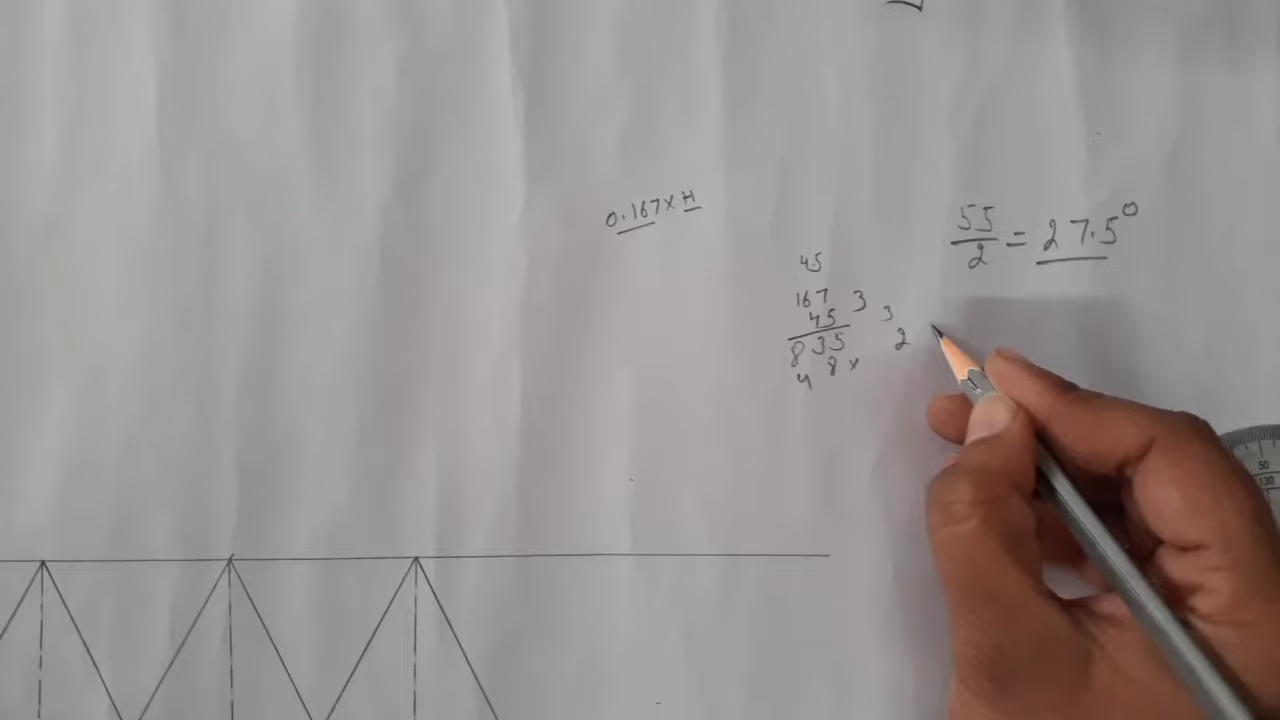 0.167 x H
55/2 = 27.5°
45
167 3
45 3
835 2
4 8 x
50
130